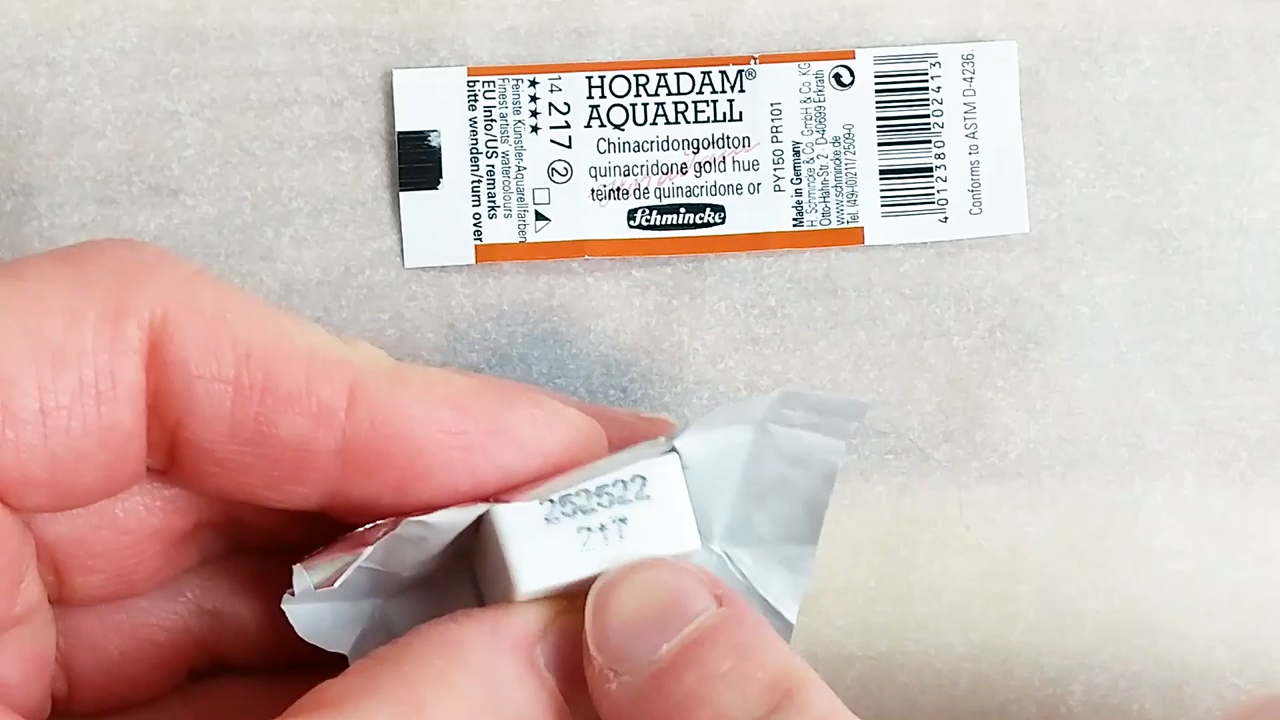 HORADAM®
AQUARELL
Chinacridongoldton
quinacridone gold hue
teinte de quinacridone or
Schmincke
14 217 ②
★★★★
Feinste Künstler-Aquarellfarben
Finest artists' watercolours
EU Info/US remarks
bitte wenden/turn over
PY150 PR101
Made in Germany
H. Schmincke & Co. GmbH & Co. KG
Otto-Hahn-Str. 2 · D-40699 Erkrath
www.schmincke.de
Tel. (49)(0)211/2509-0
4 012380 202413
Conforms to ASTM D-4236.
252522
217